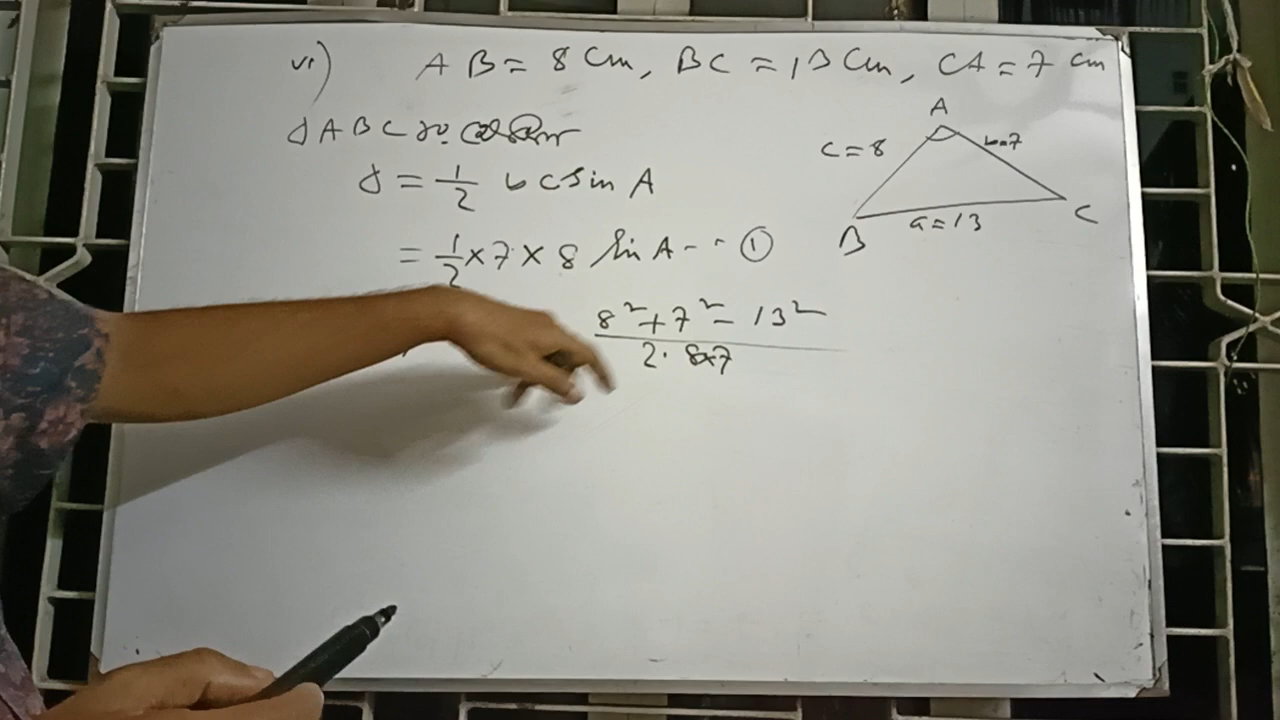 vi) AB = 8 cm, BC = 13 cm, CA = 7 cm
A
c = 8
b=7
B
a = 13
C
δ = 1/2 bc sin A
= 1/2 × 7 × 8 sin A -- ①
8² + 7² - 13² / 2. 8×7